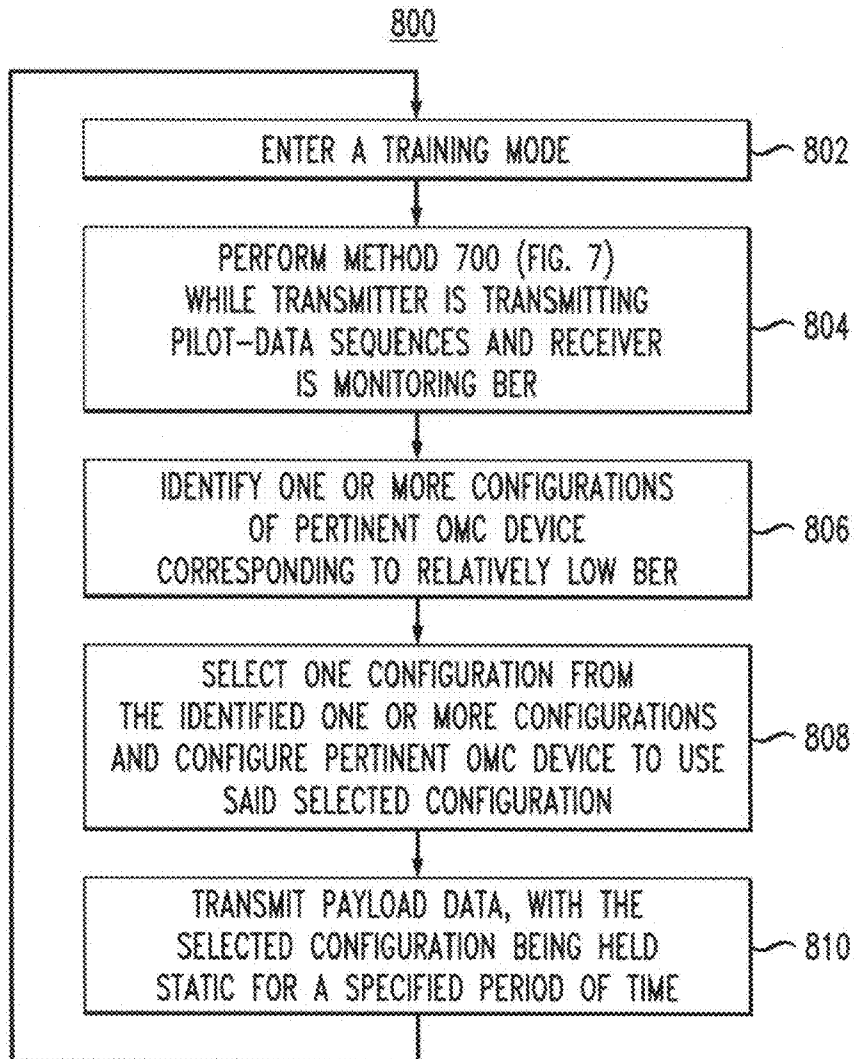 800
ENTER A TRAINING MODE
802
PERFORM METHOD 700 (FIG. 7)
WHILE TRANSMITTER IS TRANSMITTING
PILOT-DATA SEQUENCES AND RECEIVER
IS MONITORING BER
804
IDENTIFY ONE OR MORE CONFIGURATIONS
OF PERTINENT OMC DEVICE
CORRESPONDING TO RELATIVELY LOW BER
806
SELECT ONE CONFIGURATION FROM
THE IDENTIFIED ONE OR MORE CONFIGURATIONS
AND CONFIGURE PERTINENT OMC DEVICE TO USE
SAID SELECTED CONFIGURATION
808
TRANSMIT PAYLOAD DATA, WITH THE
SELECTED CONFIGURATION BEING HELD
STATIC FOR A SPECIFIED PERIOD OF TIME
810